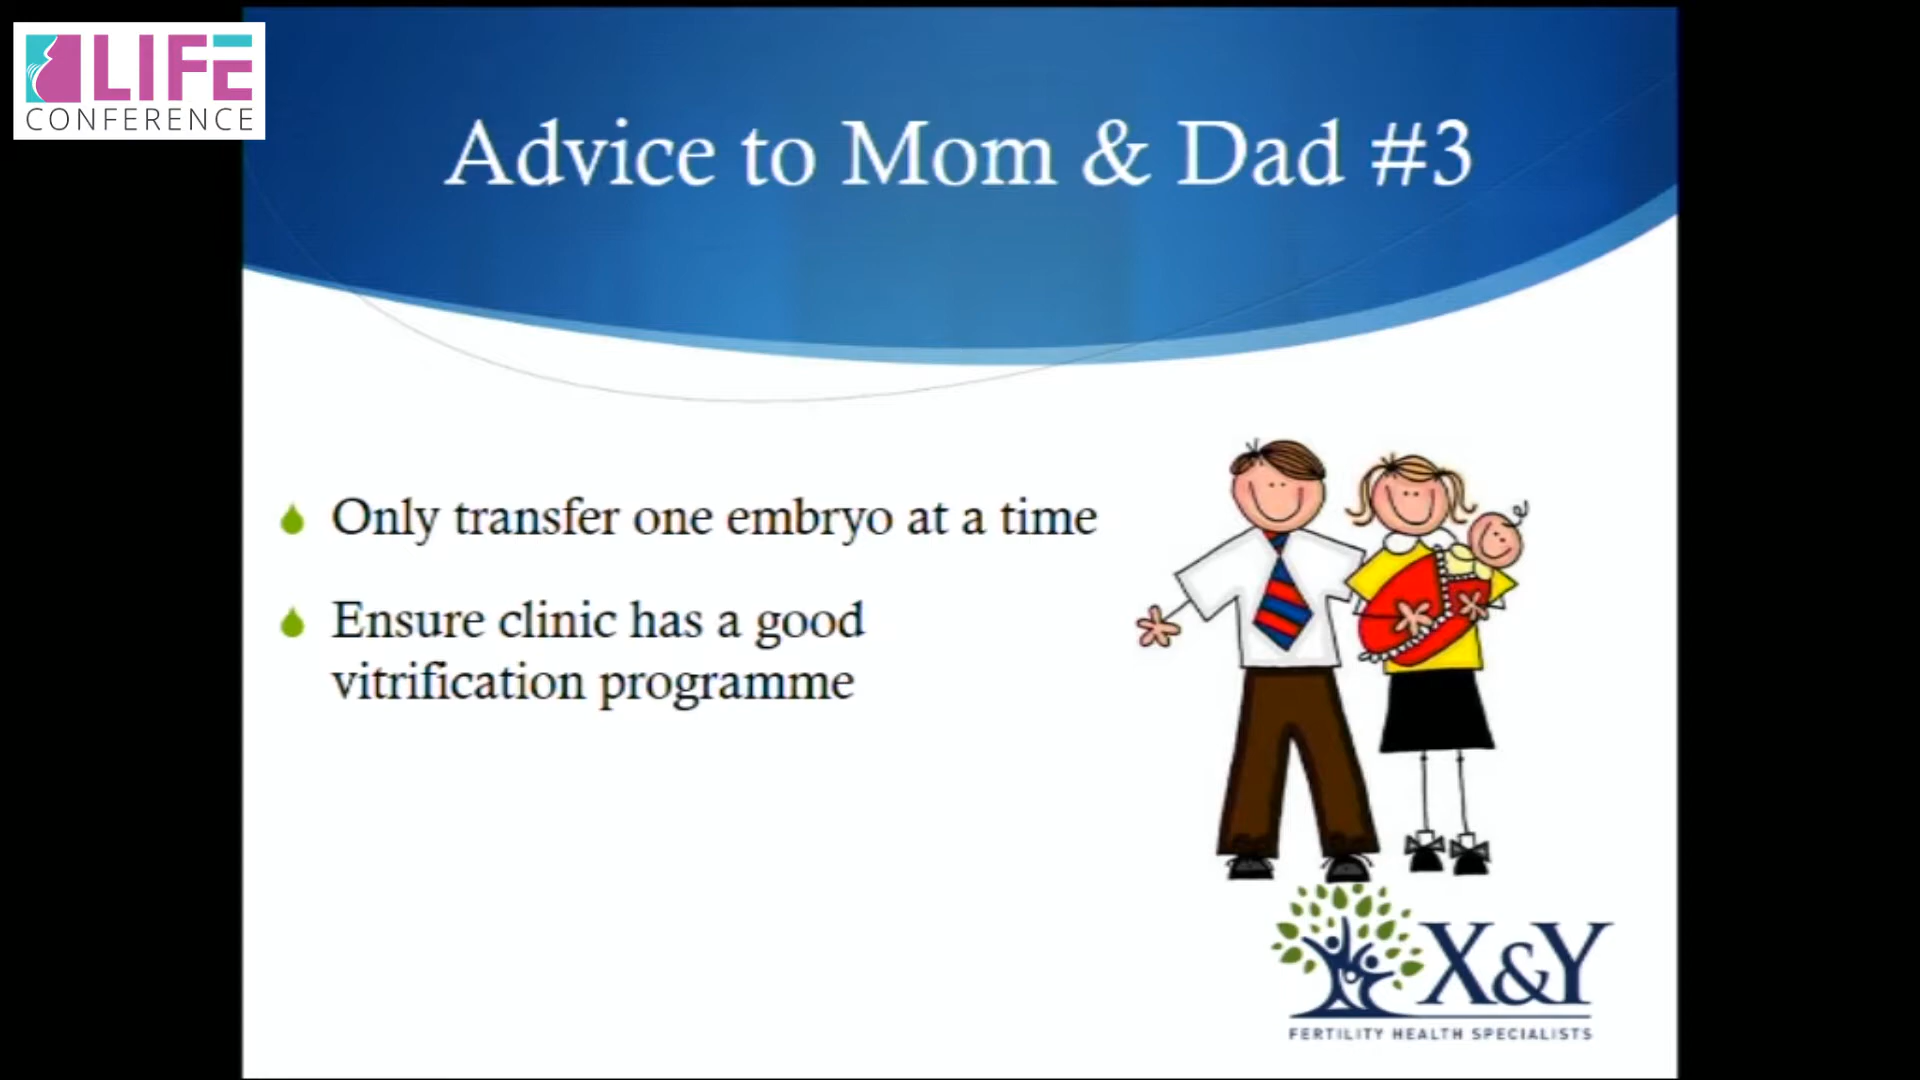 LIFE
CONFERENCE
Advice to Mom & Dad #3
Only transfer one embryo at a time
Ensure clinic has a good
vitrification programme
X&Y
FERTILITY HEALTH SPECIALISTS